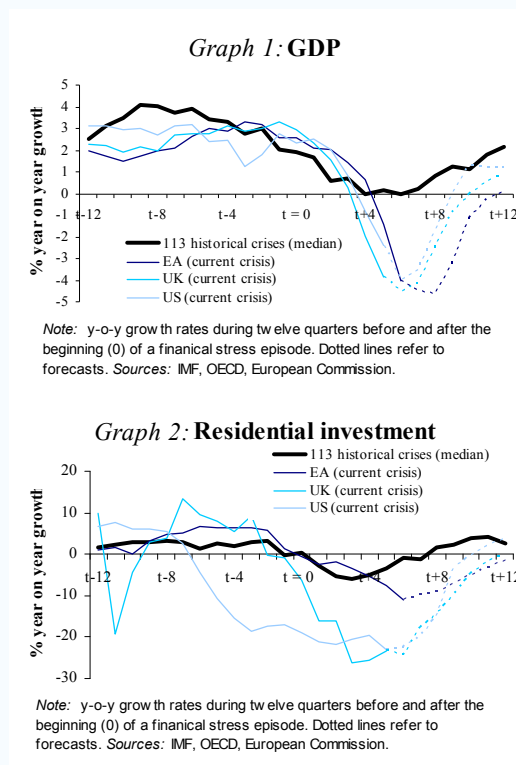 Graph 1: GDP
% year on year growth
5
4
3
2
1
0
-1
-2
-3
-4
-5
t-12 t-8 t-4 t = 0 t+4 t+8 t+12
113 historical crises (median)
EA (current crisis)
UK (current crisis)
US (current crisis)
Note: y-o-y growth rates during twelve quarters before and after the
beginning (0) of a finanical stress episode. Dotted lines refer to
forecasts. Sources: IMF, OECD, European Commission.
Graph 2: Residential investment
113 historical crises (median)
EA (current crisis)
UK (current crisis)
US (current crisis)
% year on year growth
20
10
0
-10
-20
-30
t-12 t-8 t-4 t = 0 t+4 t+8 t+12
Note: y-o-y growth rates during twelve quarters before and after the
beginning (0) of a finanical stress episode. Dotted lines refer to
forecasts. Sources: IMF, OECD, European Commission.